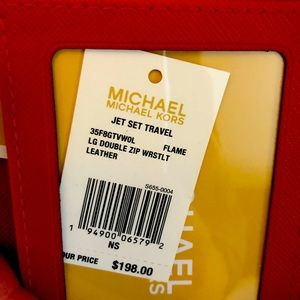 MICHAEL
MICHAEL KORS
JET SET TRAVEL
35F8GTVW0L FLAME
LG DOUBLE ZIP WRSTLT
LEATHER
S655-0004
1 94900 06579 2
NS
OUR PRICE $198.00